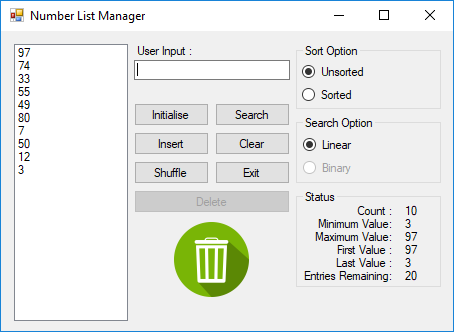 Number List Manager
97
74
33
55
49
80
7
50
12
3
User Input :
Initialise
Search
Insert
Clear
Shuffle
Exit
Delete
Sort Option
Unsorted
Sorted
Search Option
Linear
Binary
Status
Count : 10
Minimum Value: 3
Maximum Value: 97
First Value : 97
Last Value : 3
Entries Remaining: 20